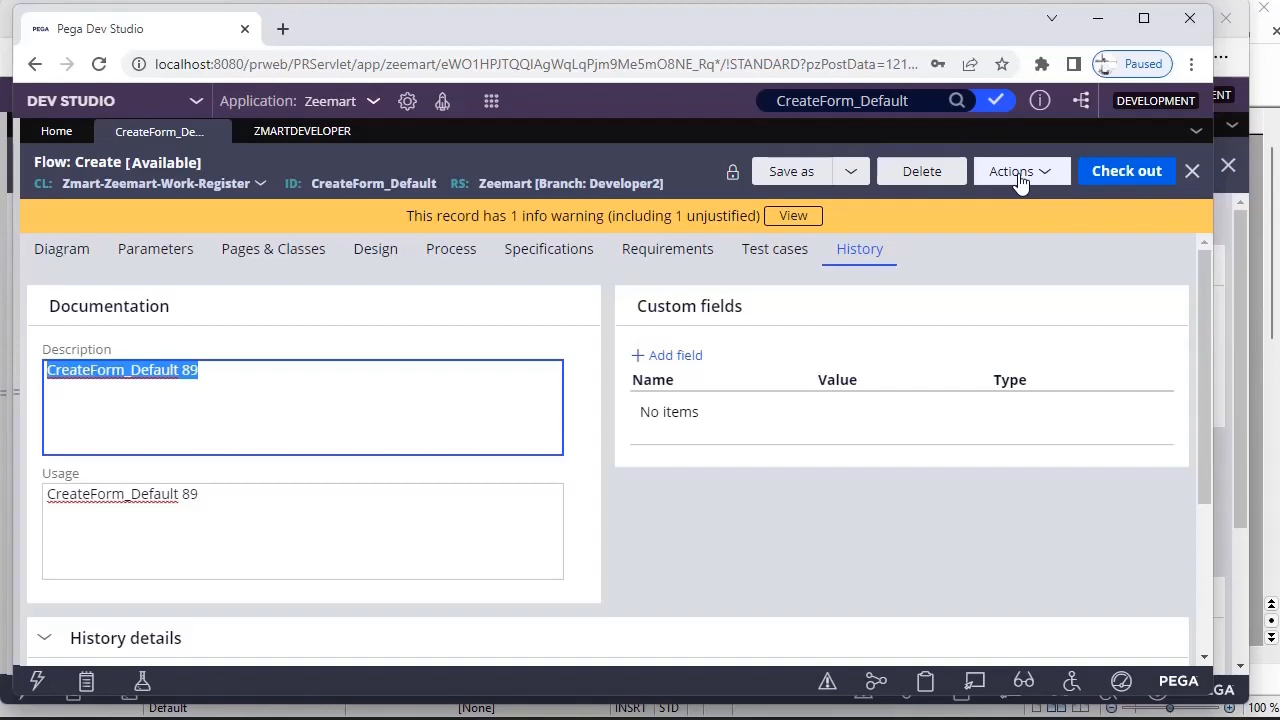 PEGA Pega Dev Studio
localhost:8080/prweb/PRServlet/app/zeemart/eWO1HPJTQQIAgWqLqPjm9Me5mO8NE_Rq*/!STANDARD?pzPostData=121... Paused
DEV STUDIO Application: Zeemart CreateForm_Default DEVELOPMENT
Home CreateForm_De... ZMARTDEVELOPER
Flow: Create [Available]
CL: Zmart-Zeemart-Work-Register ID: CreateForm_Default RS: Zeemart [Branch: Developer2]
Save as Delete Actions Check out
This record has 1 info warning (including 1 unjustified) View
Diagram Parameters Pages & Classes Design Process Specifications Requirements Test cases History
Documentation
Description
CreateForm_Default 89
Usage
CreateForm_Default 89
Custom fields
Add field
Name Value Type
No items
History details
PEGA
Default [None] INSRT STD 100 %